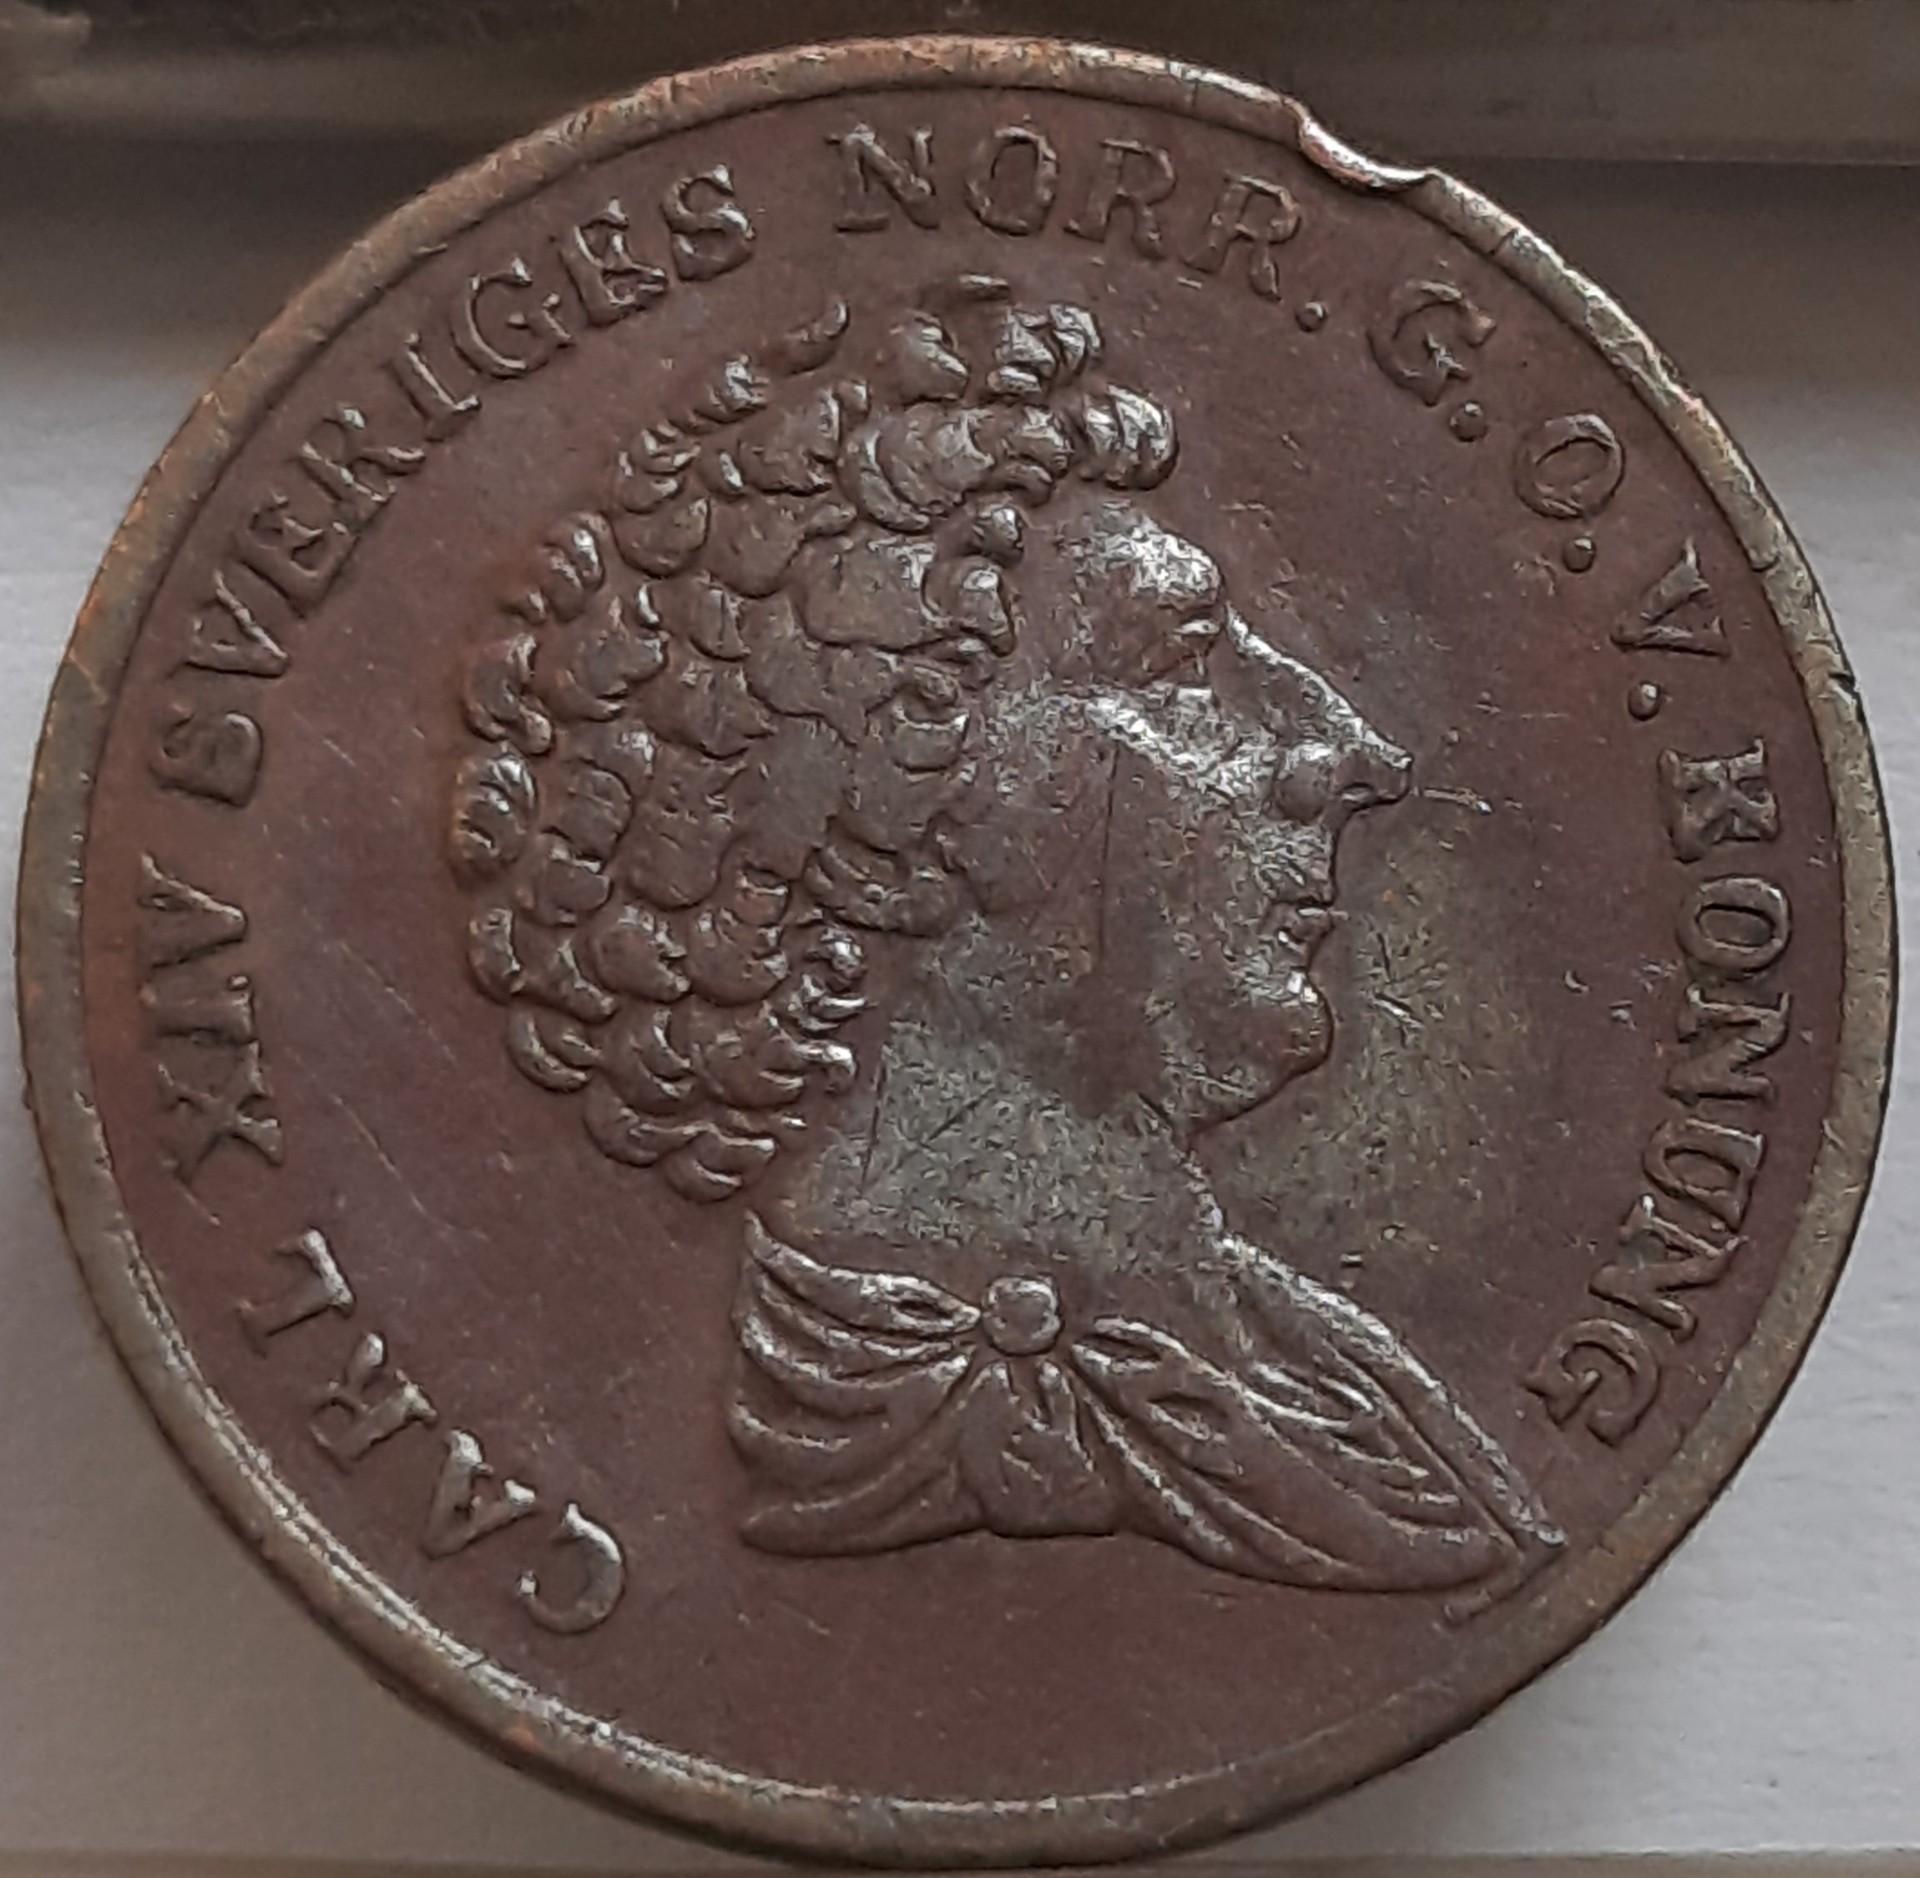 CARL XIV SVERIGES NORR. G. O. V. KONUNG